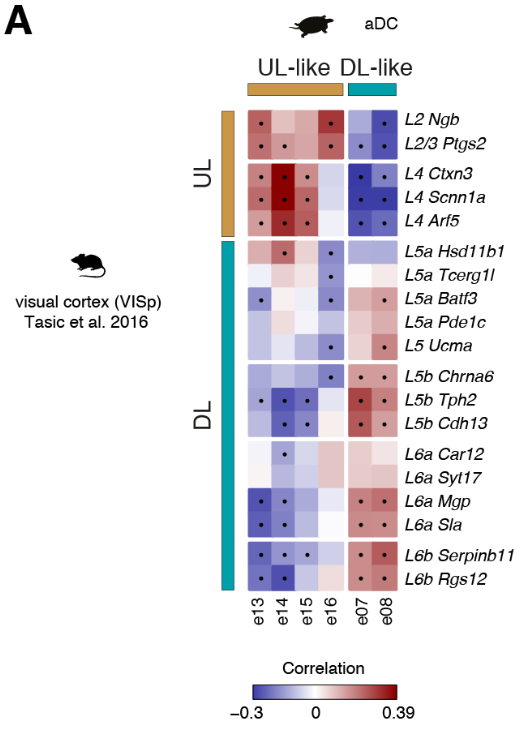 A
aDC
UL-like DL-like
UL
L2 Ngb
L2/3 Ptgs2
L4 Ctxn3
L4 Scnn1a
L4 Arf5
visual cortex (VISp)
Tasic et al. 2016
DL
L5a Hsd11b1
L5a Tcerg1l
L5a Batf3
L5a Pde1c
L5 Ucma
L5b Chrna6
L5b Tph2
L5b Cdh13
L6a Car12
L6a Syt17
L6a Mgp
L6a Sla
L6b Serpinb11
L6b Rgs12
e13 e14 e15 e16 e07 e08
Correlation
−0.3 0 0.39